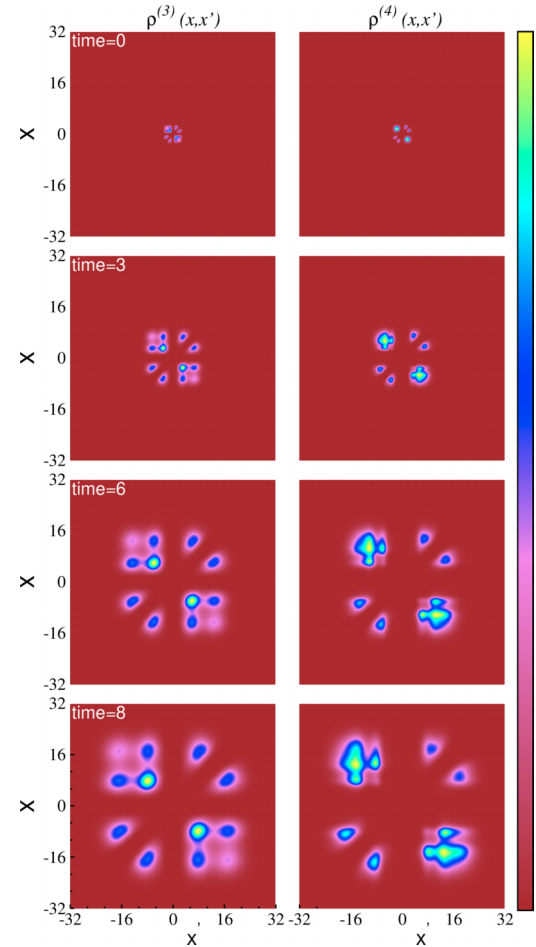 ρ(3) (x,x’) ρ(4) (x,x’)
32
time=0
16
X 0
-16
-32
32
time=3
16
X 0
-16
-32
32
time=6
16
X 0
-16
-32
32
time=8
16
X 0
-16
-32
-32 -16 0 , 16 32 -16 0 , 16 32
x x